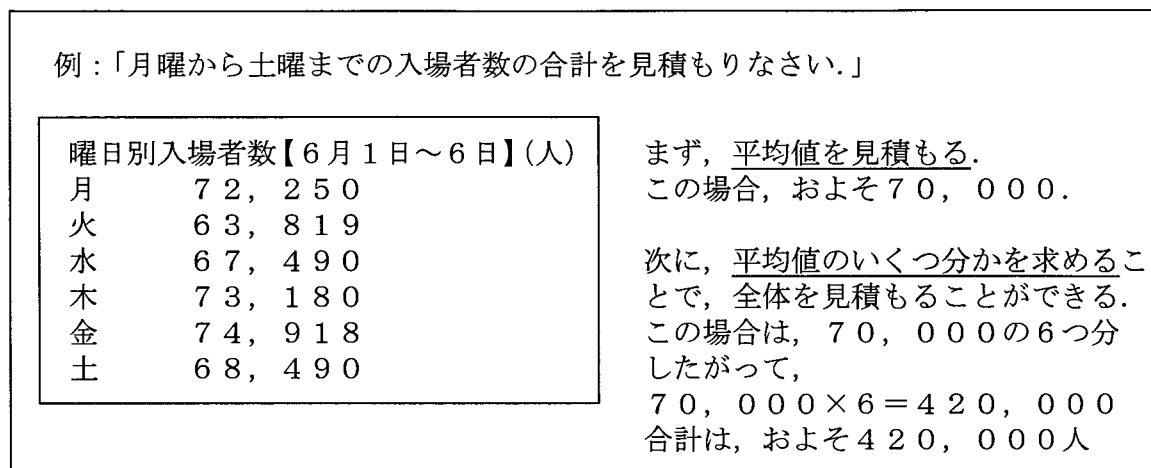 例：「月曜から土曜までの入場者数の合計を見積もりなさい．」
曜日別入場者数【６月１日～６日】（人）
月　７２，２５０
火　６３，８１９
水　６７，４９０
木　７３，１８０
金　７４，９１８
土　６８，４９０
まず，平均値を見積もる．
この場合，およそ７０，０００．
次に，平均値のいくつ分かを求めるこ
とで，全体を見積もることができる．
この場合は，７０，０００の６つ分
したがって，
７０，０００×６＝４２０，０００
合計は，およそ４２０，０００人